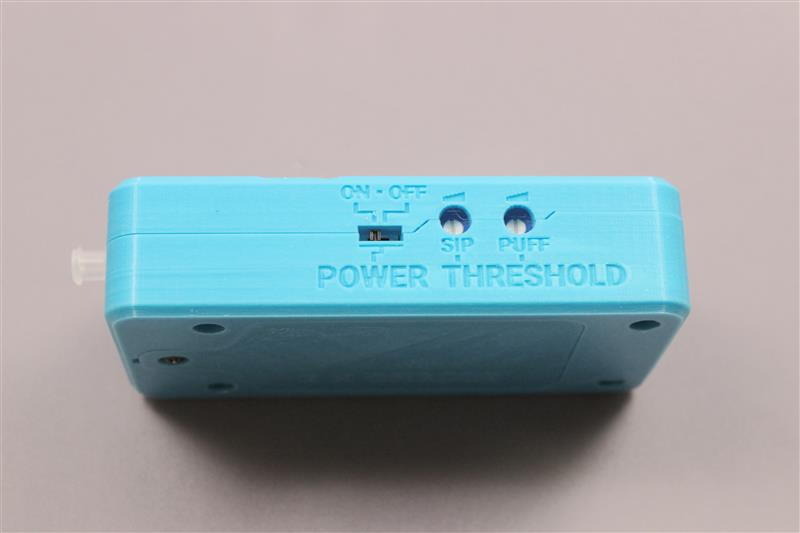 ON - OFF
SIP PUFF
POWER THRESHOLD